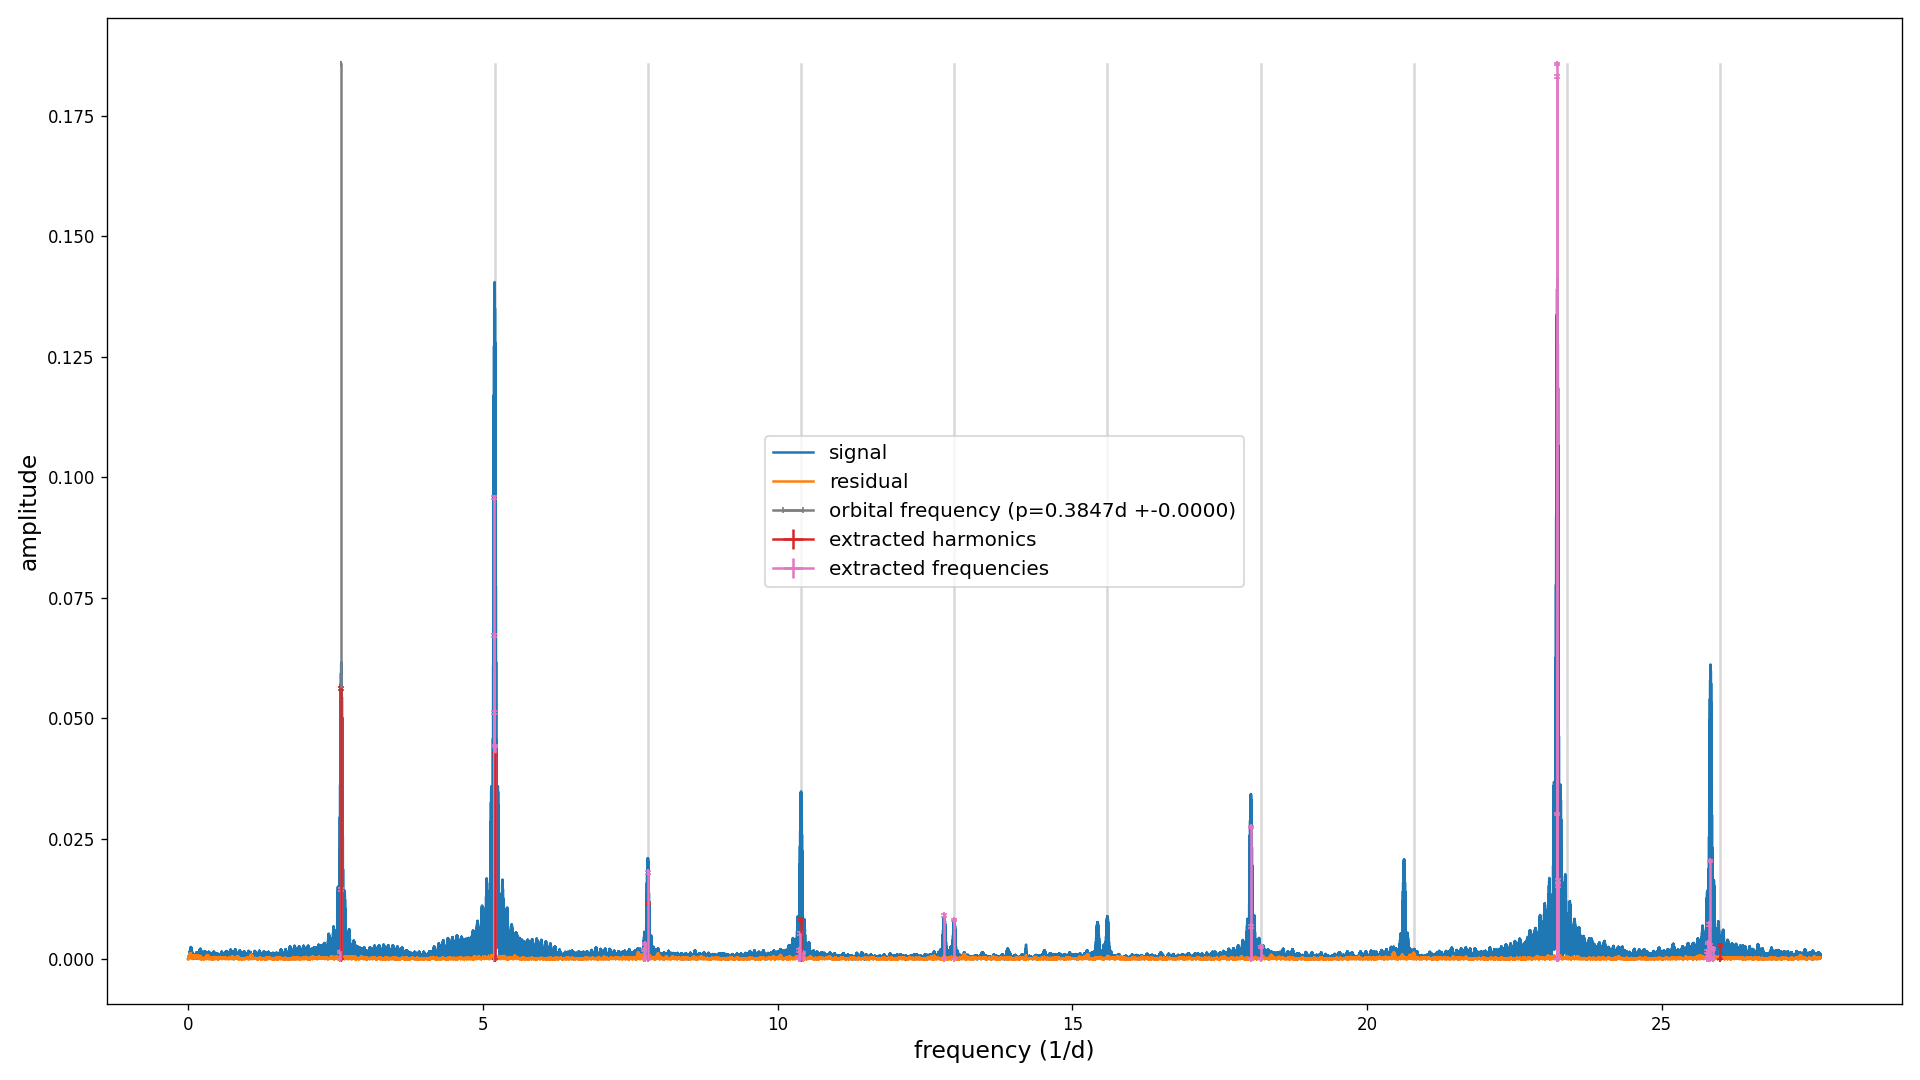 0.175
0.150
0.125
0.100
0.075
0.050
0.025
0.000
amplitude
signal
residual
orbital frequency (p=0.3847d +-0.0000)
extracted harmonics
extracted frequencies
0 5 10 15 20 25
frequency (1/d)